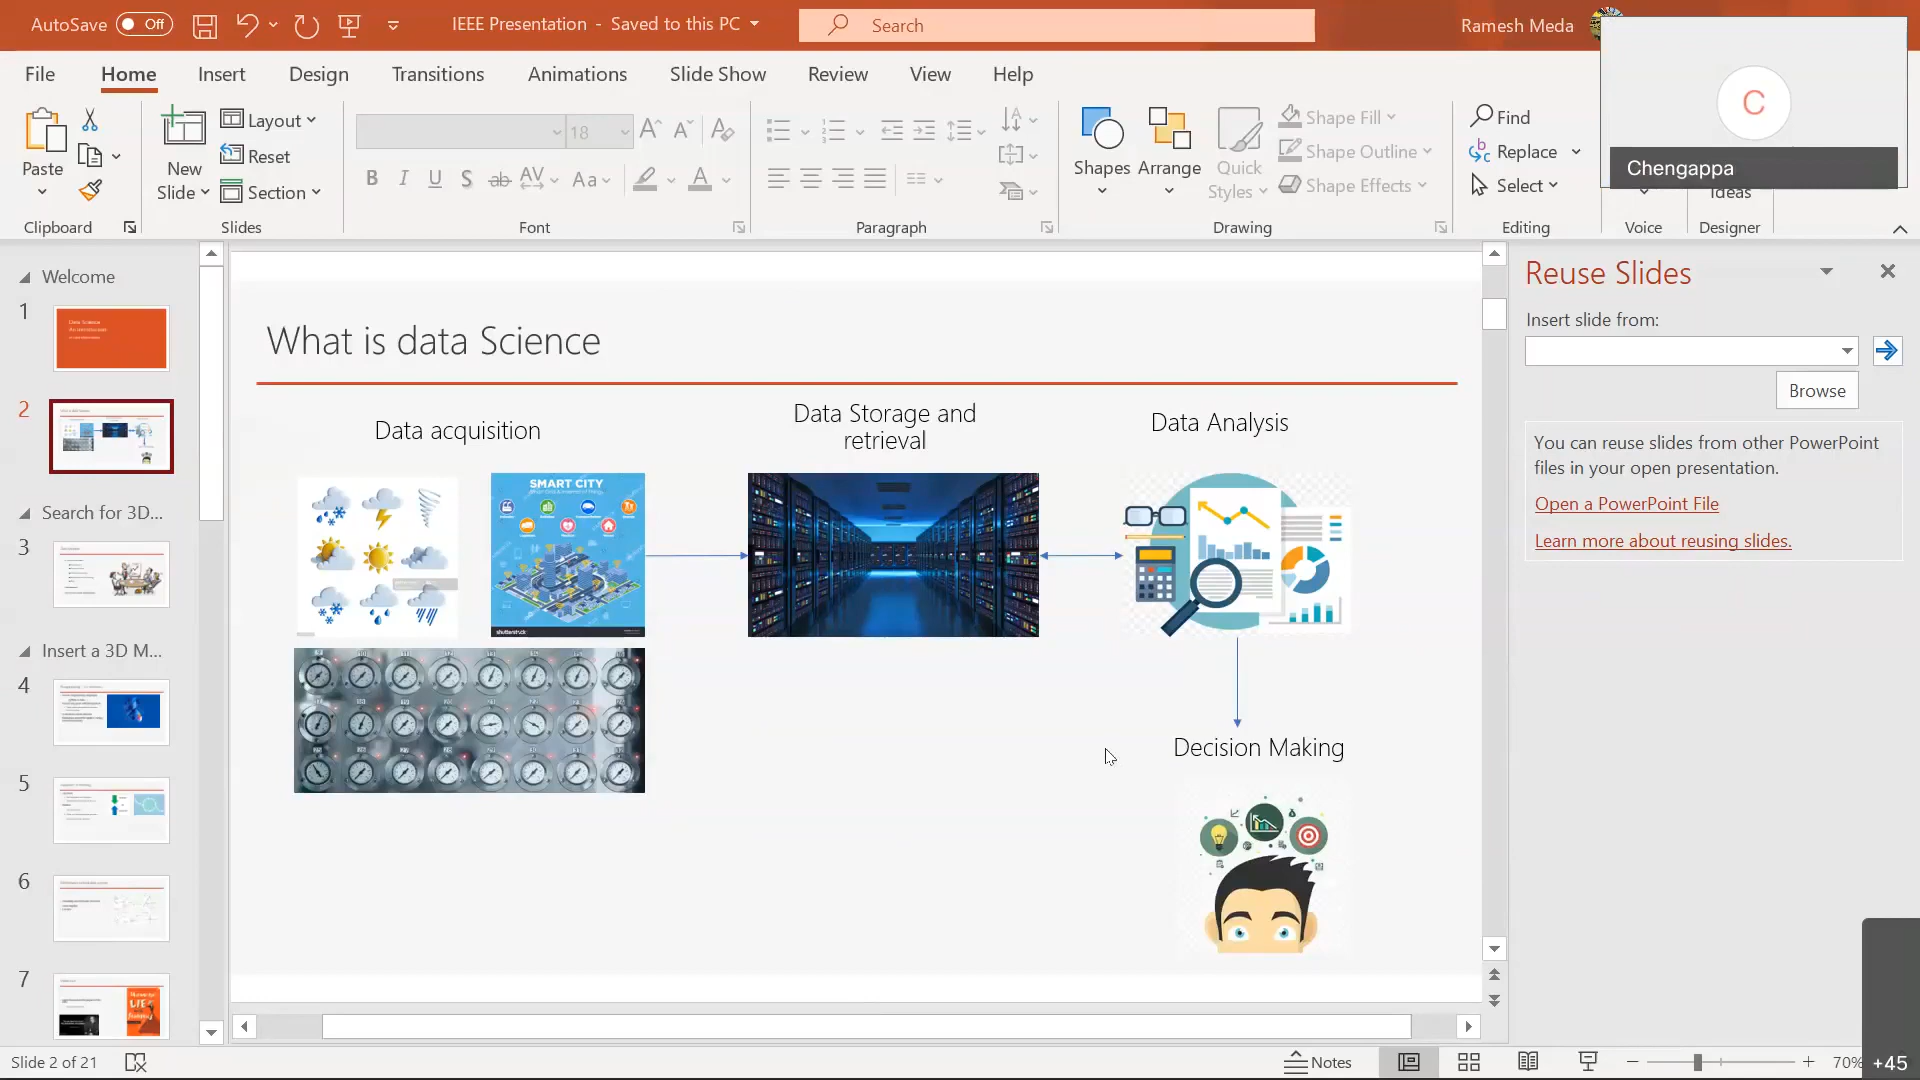 AutoSave Off
IEEE Presentation - Saved to this PC
Search
Ramesh Meda
File Home Insert Design Transitions Animations Slide Show Review View Help
C
Chengappa
Paste
New
Slide
Layout
Reset
Section
18
Shapes
Arrange
Quick
Styles
Shape Fill
Shape Outline
Shape Effects
Find
Replace
Select
Ideas
Clipboard Slides Font Paragraph Drawing Editing Voice Designer
Welcome
1
2
Search for 3D...
3
Insert a 3D M...
4
5
6
7
What is data Science
Data acquisition
Data Storage and
retrieval
Data Analysis
SMART CITY
shutterstock
Decision Making
Reuse Slides
Insert slide from:
Browse
You can reuse slides from other PowerPoint
files in your open presentation.
Open a PowerPoint File
Learn more about reusing slides.
Slide 2 of 21
Notes
70%
+45